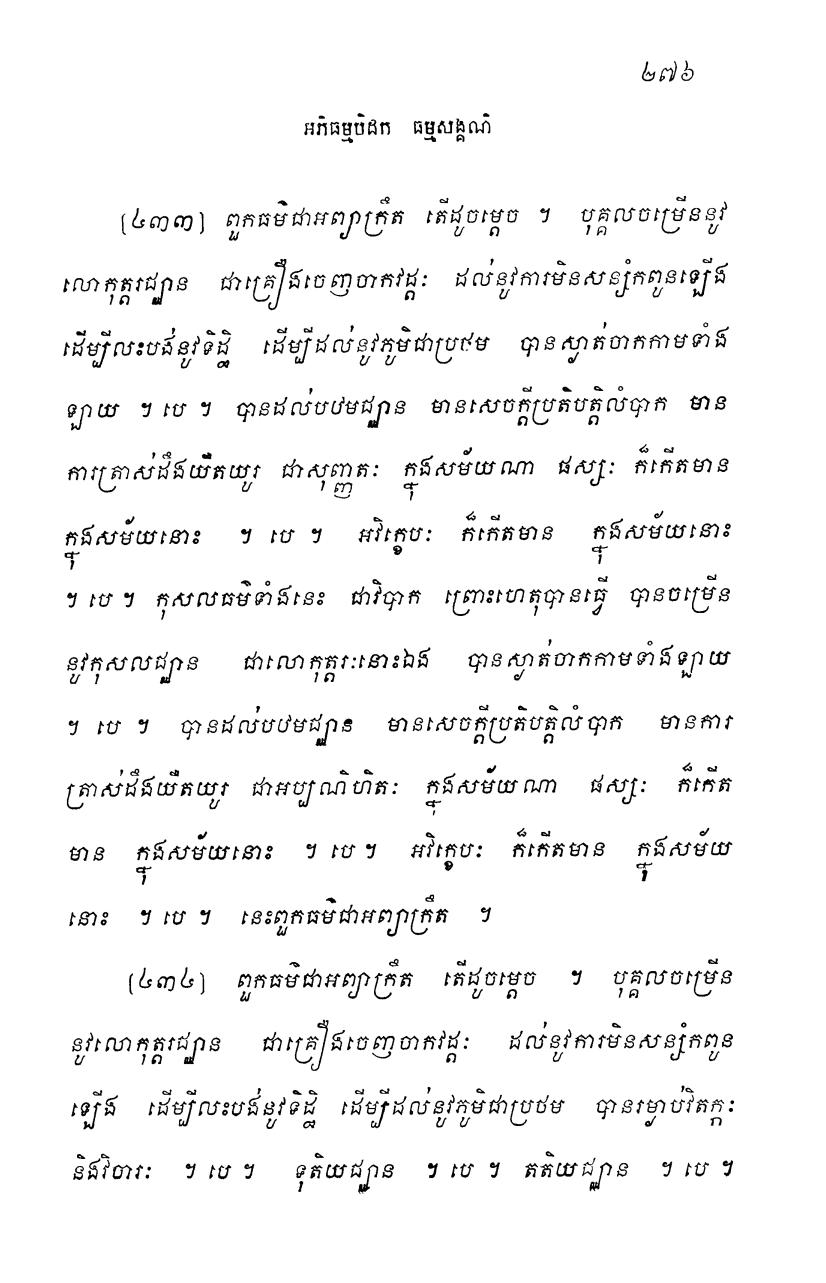 ២៧៦
អភិធម្មបិដក ធម្មសង្គណិ
[៤៣៣] ពួកធម៌ជាអព្យាក្រឹត តើដូចម្តេច ។ បុគ្គលចម្រើននូវ
លោកុត្តរជ្ឈាន ជាគ្រឿងចេញចាកវដ្តៈ ដល់នូវការមិនសន្សំកពូនឡើង
ដើម្បីលះបង់នូវទិដ្ឋិ ដើម្បីដល់នូវភូមិជាប្រថម បានស្ងាត់ចាកកាមទាំង
ឡាយ ។ បេ ។ បានដល់បឋមជ្ឈាន មានសេចក្តីប្រតិបត្តិលំបាក មាន
ការត្រាស់ដឹងយឺតយូរ ជាសុញ្ញតៈ ក្នុងសម័យណា ផស្សៈ ក៏កើតមាន
ក្នុងសម័យនោះ ។ បេ ។ អវិក្ខេបៈ ក៏កើតមាន ក្នុងសម័យនោះ
។ បេ ។ កុសលធម៌ទាំងនេះ ជាវិបាក ព្រោះហេតុបានធ្វើ បានចម្រើន
នូវកុសលជ្ឈាន ជាលោកុត្តរៈនោះឯង បានស្ងាត់ចាកកាមទាំងឡាយ
។ បេ ។ បានដល់បឋមជ្ឈាន មានសេចក្តីប្រតិបត្តិលំបាក មានការ
ត្រាស់ដឹងយឺតយូរ ជាអប្បណិហិតៈ ក្នុងសម័យណា ផស្សៈ ក៏កើត
មាន ក្នុងសម័យនោះ ។ បេ ។ អវិក្ខេបៈ ក៏កើតមាន ក្នុងសម័យ
នោះ ។ បេ ។ នេះពួកធម៌ជាអព្យាក្រឹត ។
[៤៣៤] ពួកធម៌ជាអព្យាក្រឹត តើដូចម្តេច ។ បុគ្គលចម្រើន
នូវលោកុត្តរជ្ឈាន ជាគ្រឿងចេញចាកវដ្តៈ ដល់នូវការមិនសន្សំកពូន
ឡើង ដើម្បីលះបង់នូវទិដ្ឋិ ដើម្បីដល់នូវភូមិជាប្រថម បានរម្ងាប់វិតក្កៈ
និងវិចារៈ ។ បេ ។ ទុតិយជ្ឈាន ។ បេ ។ តតិយជ្ឈាន ។ បេ ។